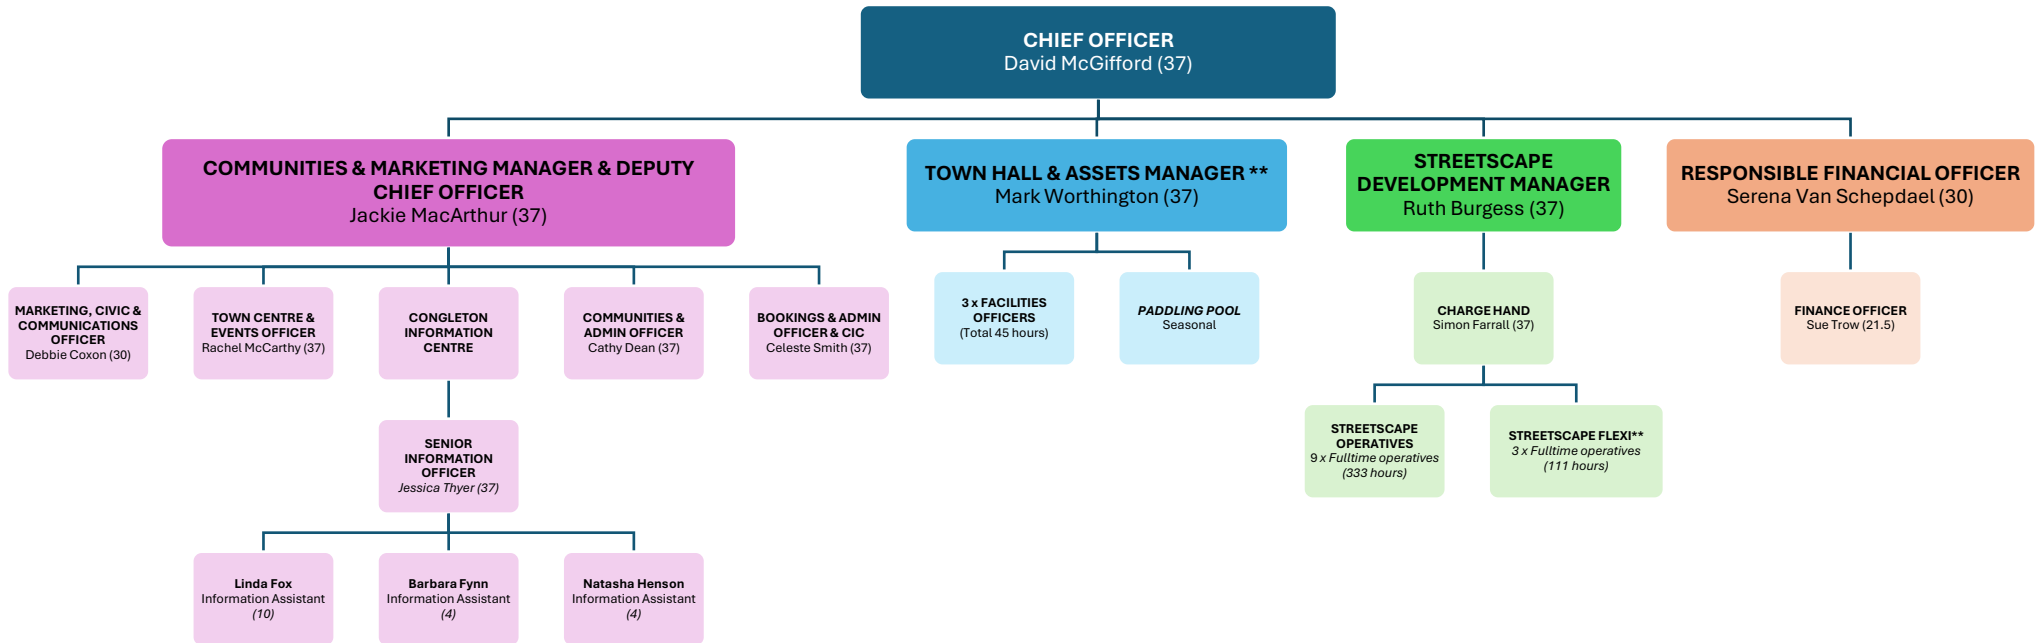 CHIEF OFFICER
David McGifford (37)
COMMUNITIES & MARKETING MANAGER & DEPUTY
CHIEF OFFICER
Jackie MacArthur (37)
TOWN HALL & ASSETS MANAGER **
Mark Worthington (37)
STREETSCAPE
DEVELOPMENT MANAGER
Ruth Burgess (37)
RESPONSIBLE FINANCIAL OFFICER
Serena Van Schepdael (30)
MARKETING, CIVIC &
COMMUNICATIONS
OFFICER
Debbie Coxon (30)
TOWN CENTRE &
EVENTS OFFICER
Rachel McCarthy (37)
CONGLETON
INFORMATION
CENTRE
COMMUNITIES &
ADMIN OFFICER
Cathy Dean (37)
BOOKINGS & ADMIN
OFFICER & CIC
Celeste Smith (37)
3 x FACILITIES
OFFICERS
(Total 45 hours)
PADDLING POOL
Seasonal
CHARGE HAND
Simon Farrall (37)
FINANCE OFFICER
Sue Trow (21.5)
SENIOR
INFORMATION
OFFICER
Jessica Thyer (37)
STREETSCAPE
OPERATIVES
9 x Fulltime operatives
(333 hours)
STREETSCAPE FLEXI**
3 x Fulltime operatives
(111 hours)
Linda Fox
Information Assistant
(10)
Barbara Fynn
Information Assistant
(4)
Natasha Henson
Information Assistant
(4)